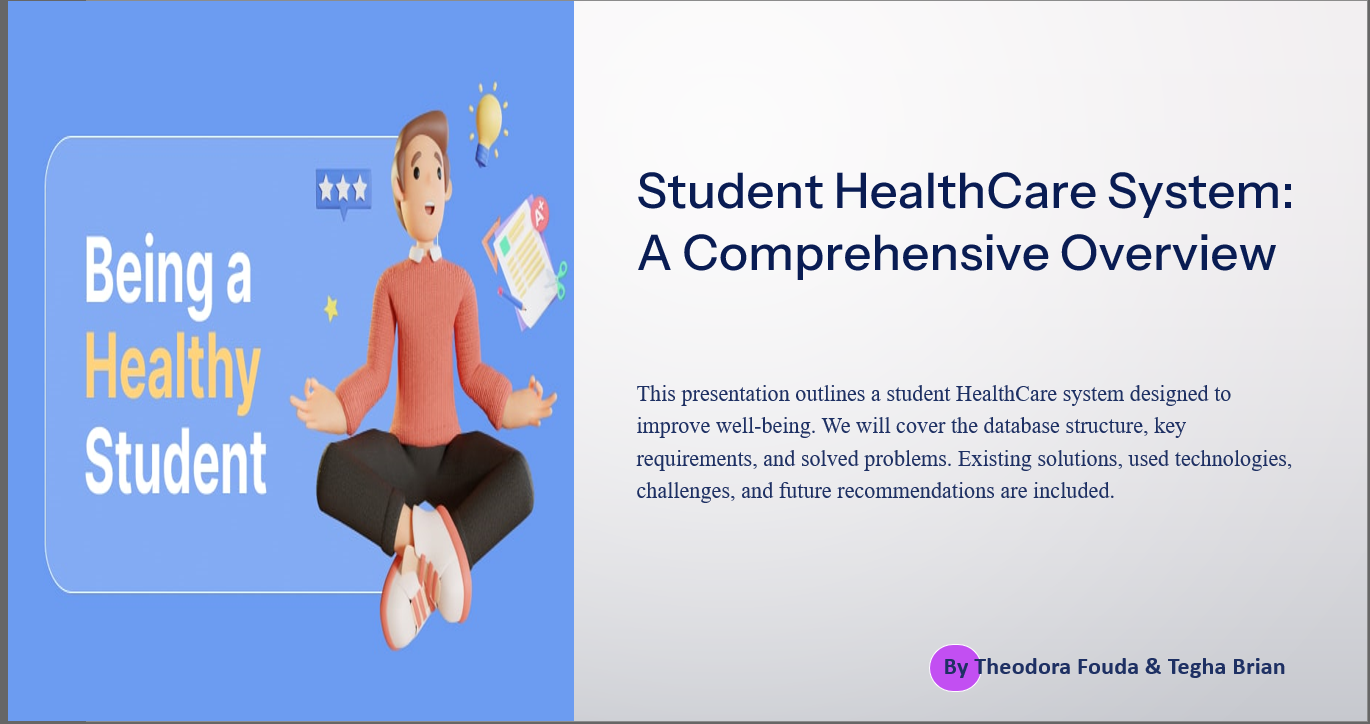 Being a
Healthy
Student
A+
Student HealthCare System:
A Comprehensive Overview
This presentation outlines a student HealthCare system designed to
improve well-being. We will cover the database structure, key
requirements, and solved problems. Existing solutions, used technologies,
challenges, and future recommendations are included.
By Theodora Fouda & Tegha Brian